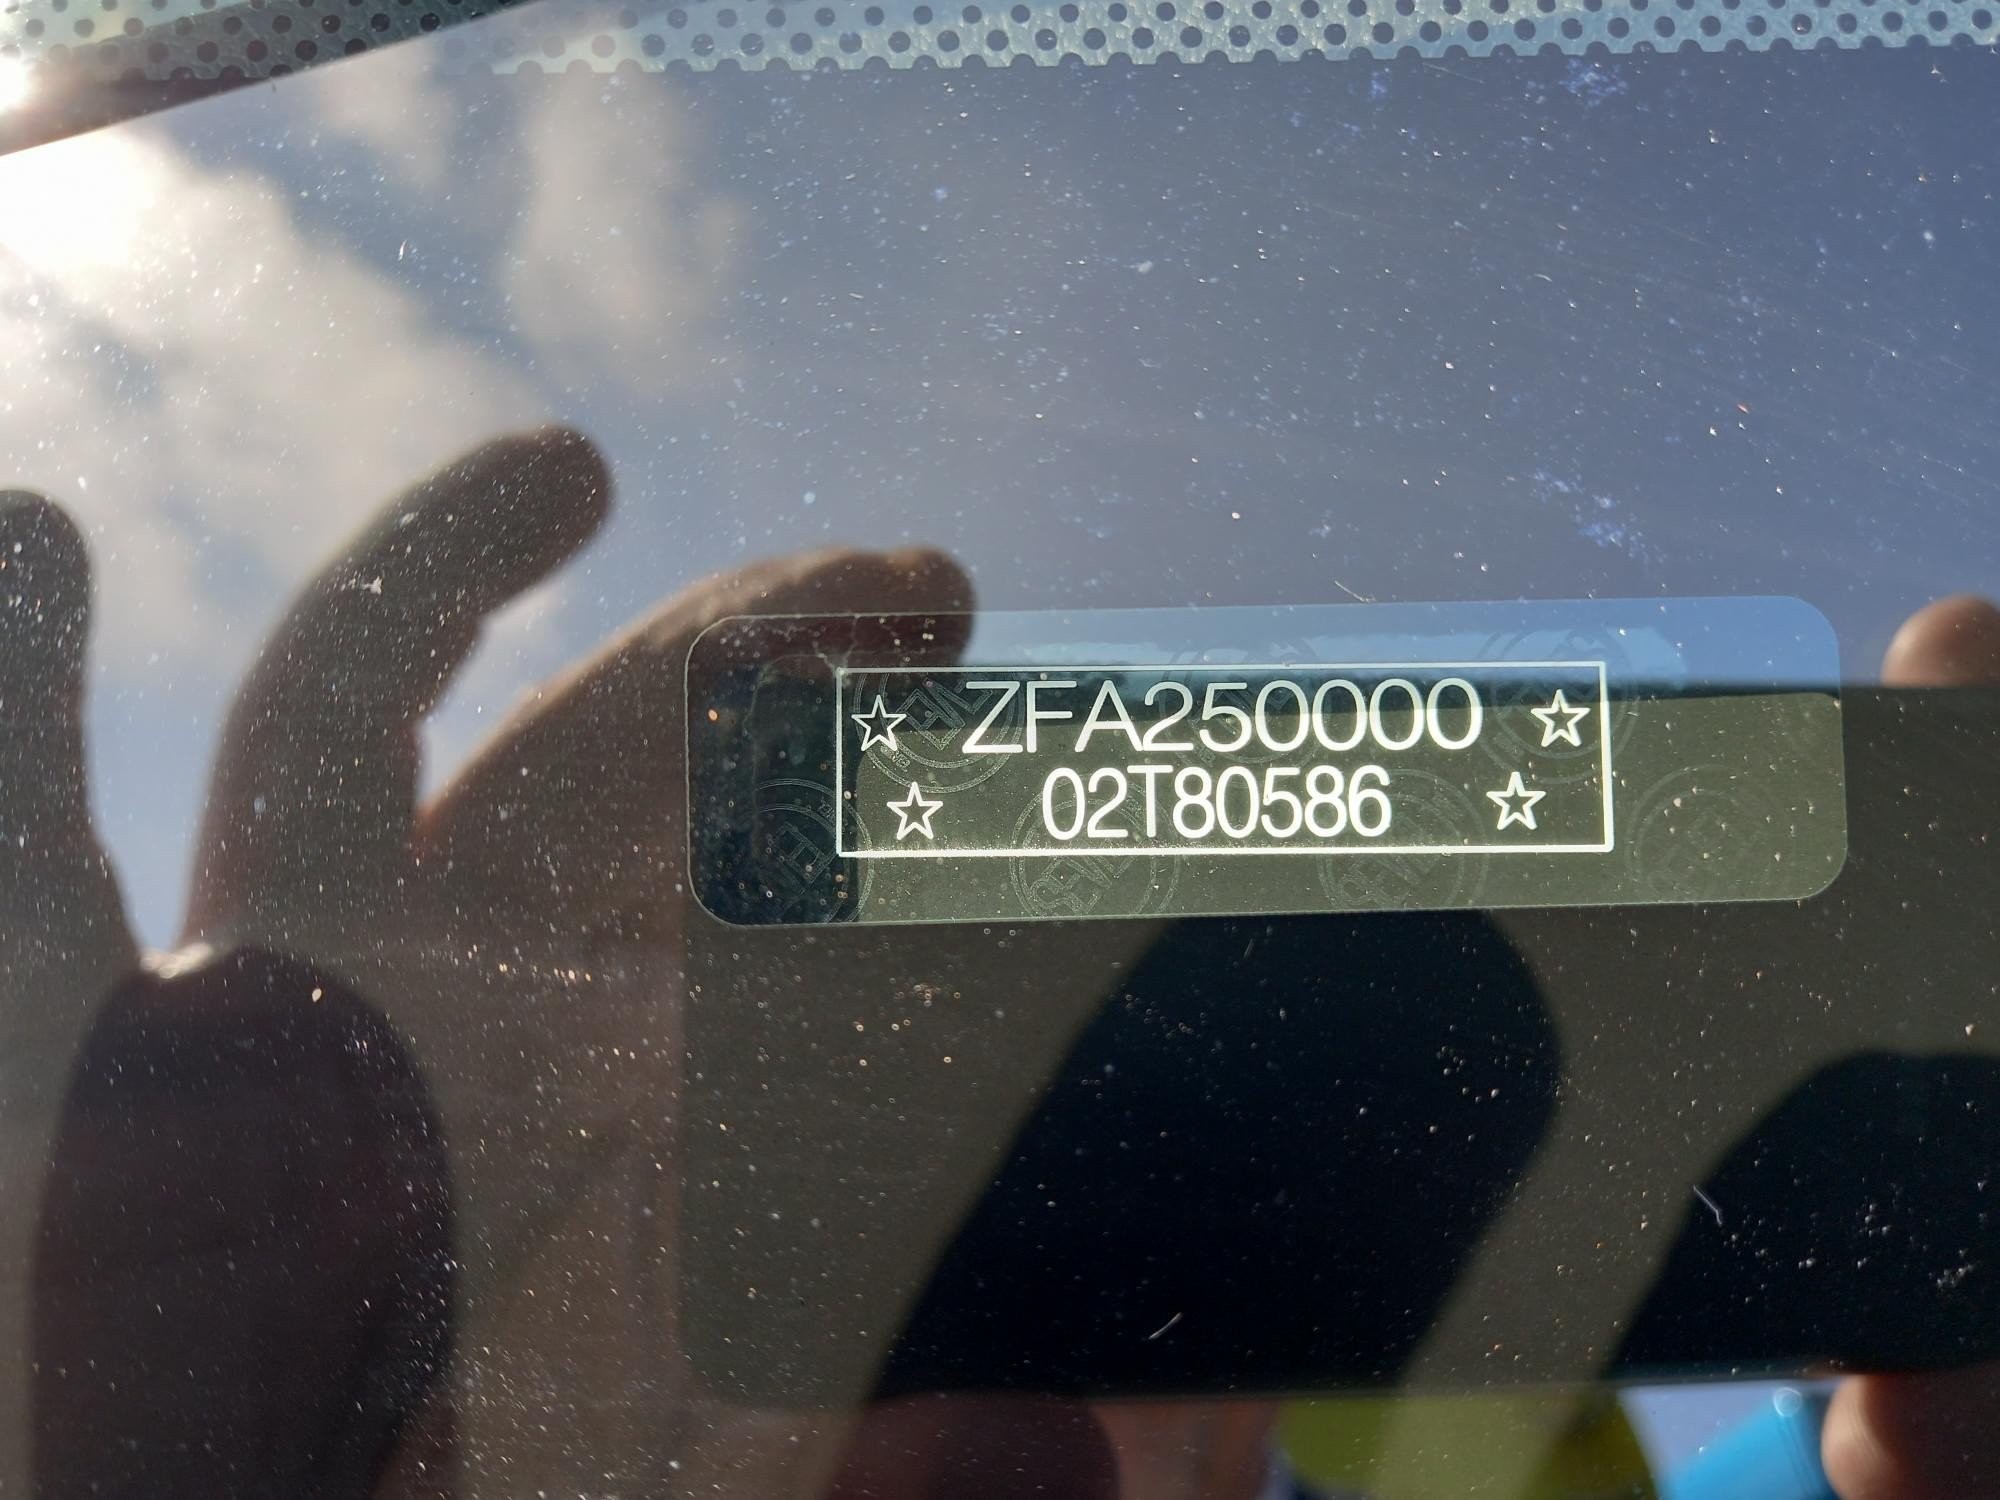 ☆ ZFA250000 ☆
☆ 02T80586 ☆